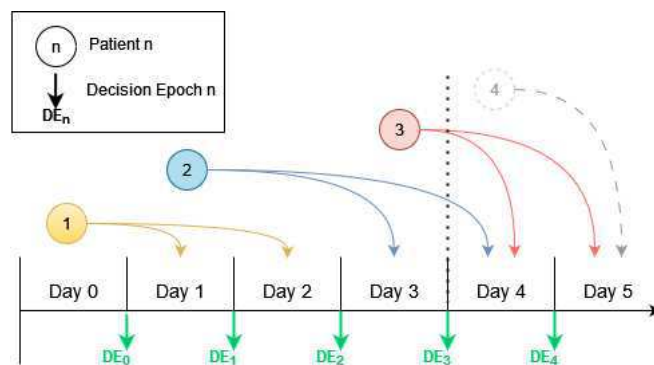 n Patient n
Decision Epoch n
DEn
4
3
2
1
Day 0 Day 1 Day 2 Day 3 Day 4 Day 5
DE0 DE1 DE2 DE3 DE4